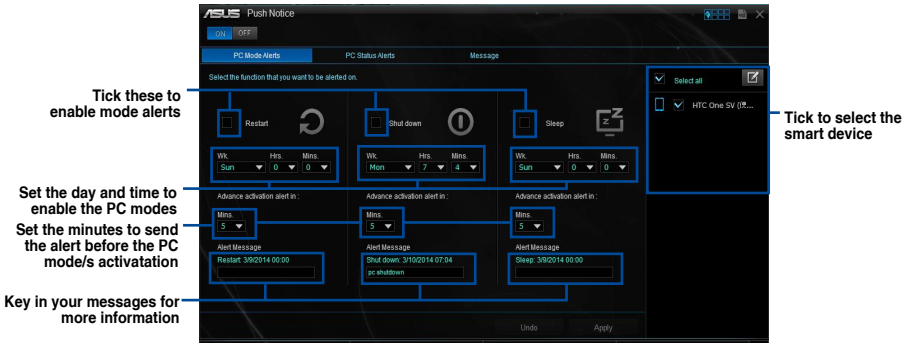 ASUS Push Notice
ON OFF
PC Mode Alerts PC Status Alerts Message
Select the function that you want to be alerted on.
Select all
HTC One SV
Tick these to
enable mode alerts
Restart Shut down Sleep
Tick to select the
smart device
Wk. Hrs. Mins. Wk. Hrs. Mins. Wk. Hrs. Mins.
Sun 0 0 Mon 7 4 Sun 0 0
Set the day and time to
enable the PC modes
Advance activation alert in : Advance activation alert in : Advance activation alert in :
Set the minutes to send
the alert before the PC
mode/s activatation
Mins. Mins. Mins.
5 5 5
Alert Message Alert Message Alert Message
Restart: 3/9/2014 00:00 Shut down: 3/10/2014 07:04 Sleep: 3/9/2014 00:00
pc shutdown
Key in your messages for
more information
Undo Apply